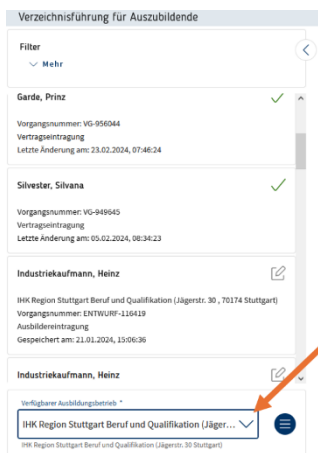 Verzeichnisführung für Auszubildende
Filter
Mehr
Garde, Prinz
Vorgangsnummer: VG-956044
Vertragseintragung
Letzte Änderung am: 23.02.2024, 07:46:24
Silvester, Silvana
Vorgangsnummer: VG-949645
Vertragseintragung
Letzte Änderung am: 05.02.2024, 08:34:23
Industriekaufmann, Heinz
IHK Region Stuttgart Beruf und Qualifikation (Jägerstr. 30 , 70174 Stuttgart)
Vorgangsnummer: ENTWURF-116419
Ausbildereintragung
Gespeichert am: 21.01.2024, 15:06:36
Industriekaufmann, Heinz
Verfügbarer Ausbildungsbetrieb *
IHK Region Stuttgart Beruf und Qualifikation (Jäger...
IHK Region Stuttgart Beruf und Qualifikation (Jägerstr. 30 Stuttgart)